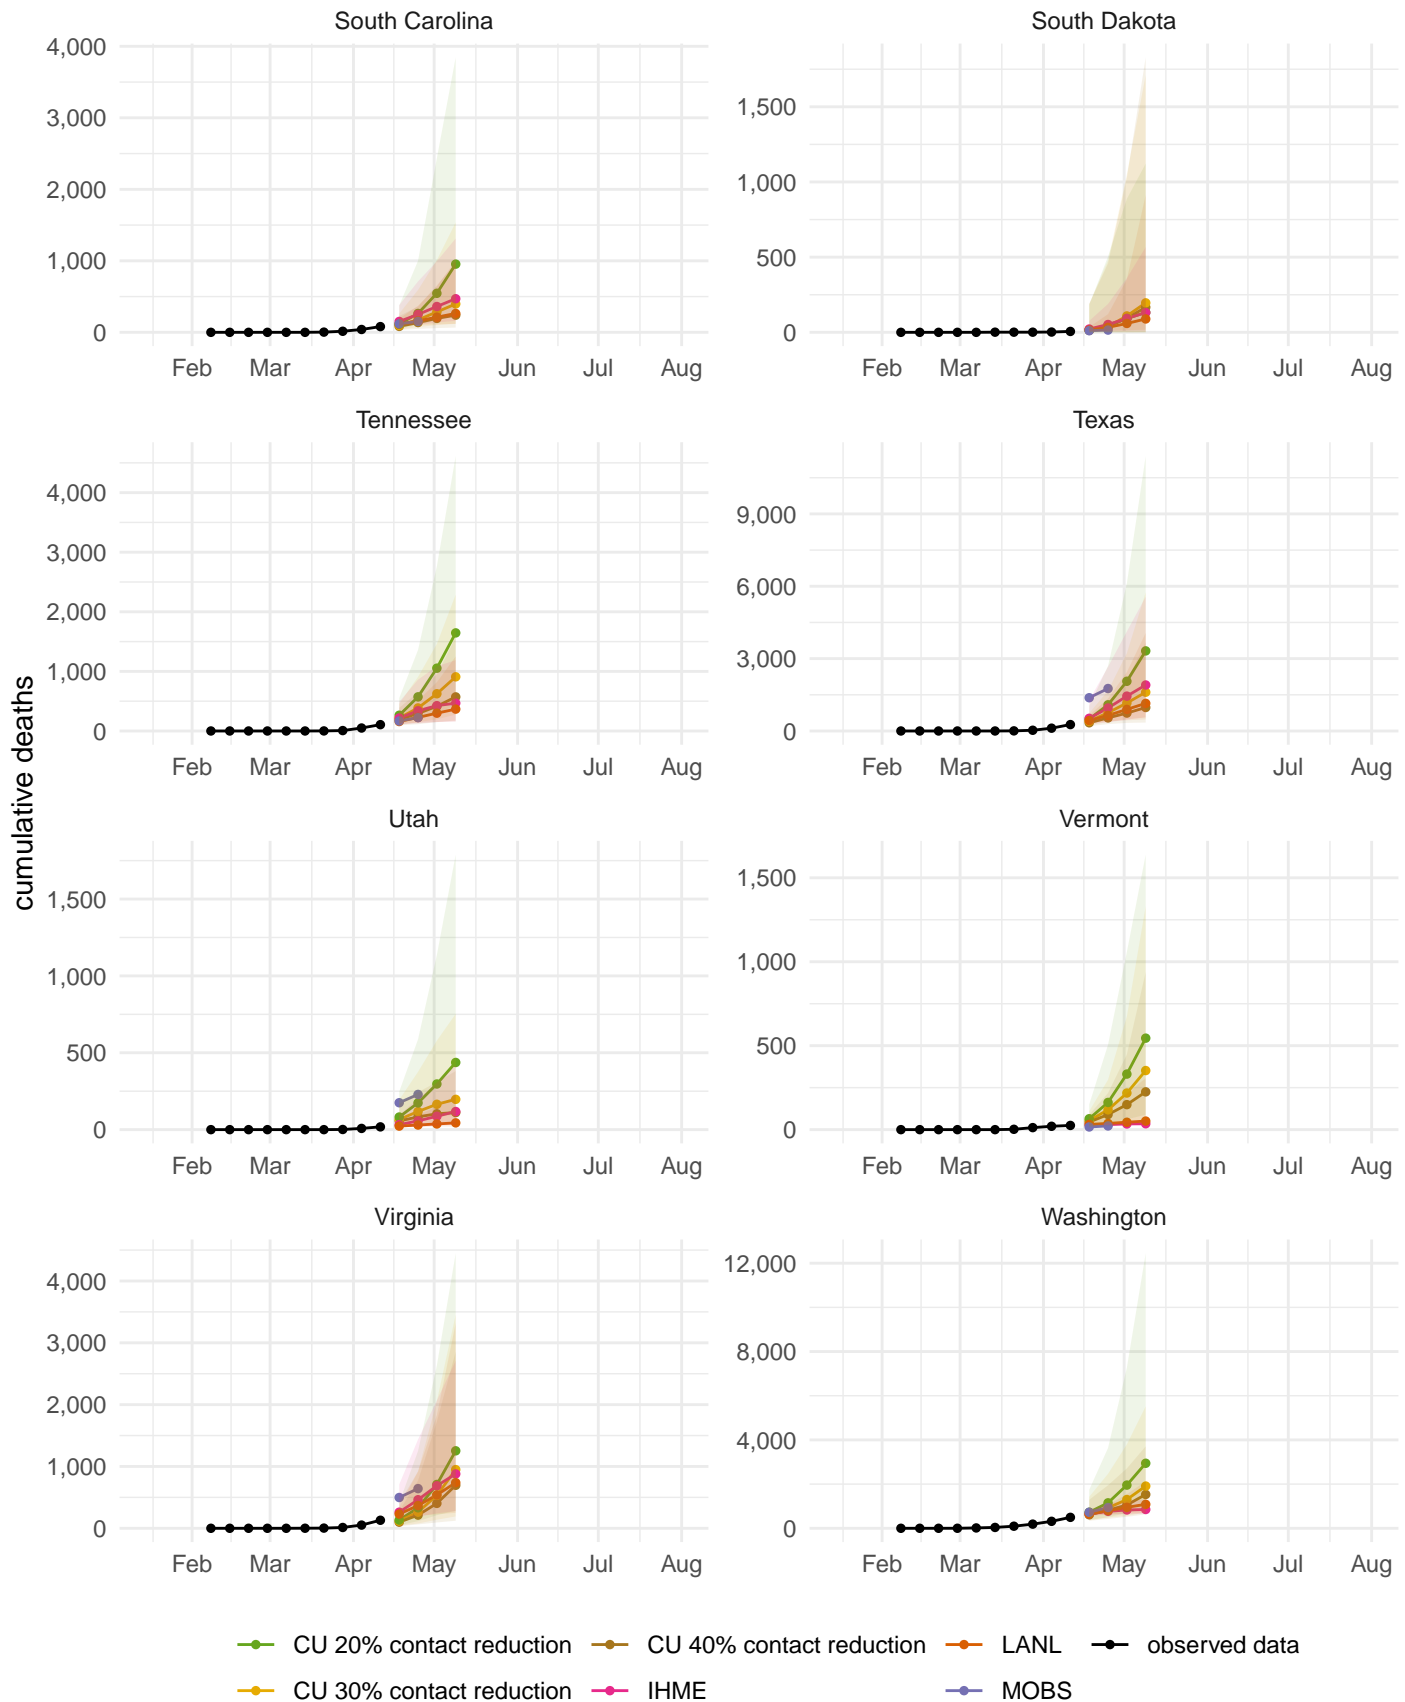 South Carolina
South Dakota
4,000
3,000
2,000
1,000
0
1,500
1,000
500
0
Feb Mar Apr May Jun Jul Aug
Feb Mar Apr May Jun Jul Aug
Tennessee
Texas
4,000
3,000
2,000
1,000
0
9,000
6,000
3,000
0
Feb Mar Apr May Jun Jul Aug
Feb Mar Apr May Jun Jul Aug
cumulative deaths
Utah
Vermont
1,500
1,000
500
0
1,500
1,000
500
0
Feb Mar Apr May Jun Jul Aug
Feb Mar Apr May Jun Jul Aug
Virginia
Washington
4,000
3,000
2,000
1,000
0
12,000
8,000
4,000
0
Feb Mar Apr May Jun Jul Aug
Feb Mar Apr May Jun Jul Aug
CU 20% contact reduction CU 40% contact reduction LANL observed data
CU 30% contact reduction IHME MOBS